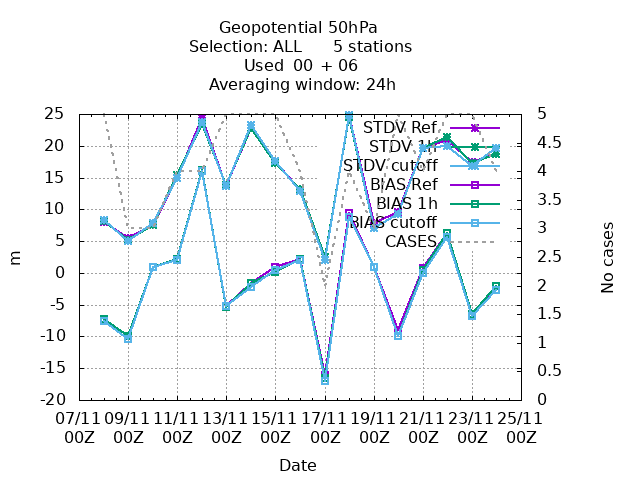 Geopotential 50hPa
Selection: ALL 5 stations
Used 00 + 06
Averaging window: 24h
25 5
STDV Ref
20 4.5
STDV 1h
STDV cutoff
15 4
BIAS Ref
10 3.5
BIAS 1h
BIAS cutoff
5 3
CASES
m
No cases
0 2.5
-5 2
1.5
-10 1
-15 0.5
-20 0
07/11 09/11 11/11 13/11 15/11 17/11 19/11 21/11 23/11 25/11
00Z 00Z 00Z 00Z 00Z 00Z 00Z 00Z 00Z 00Z
Date